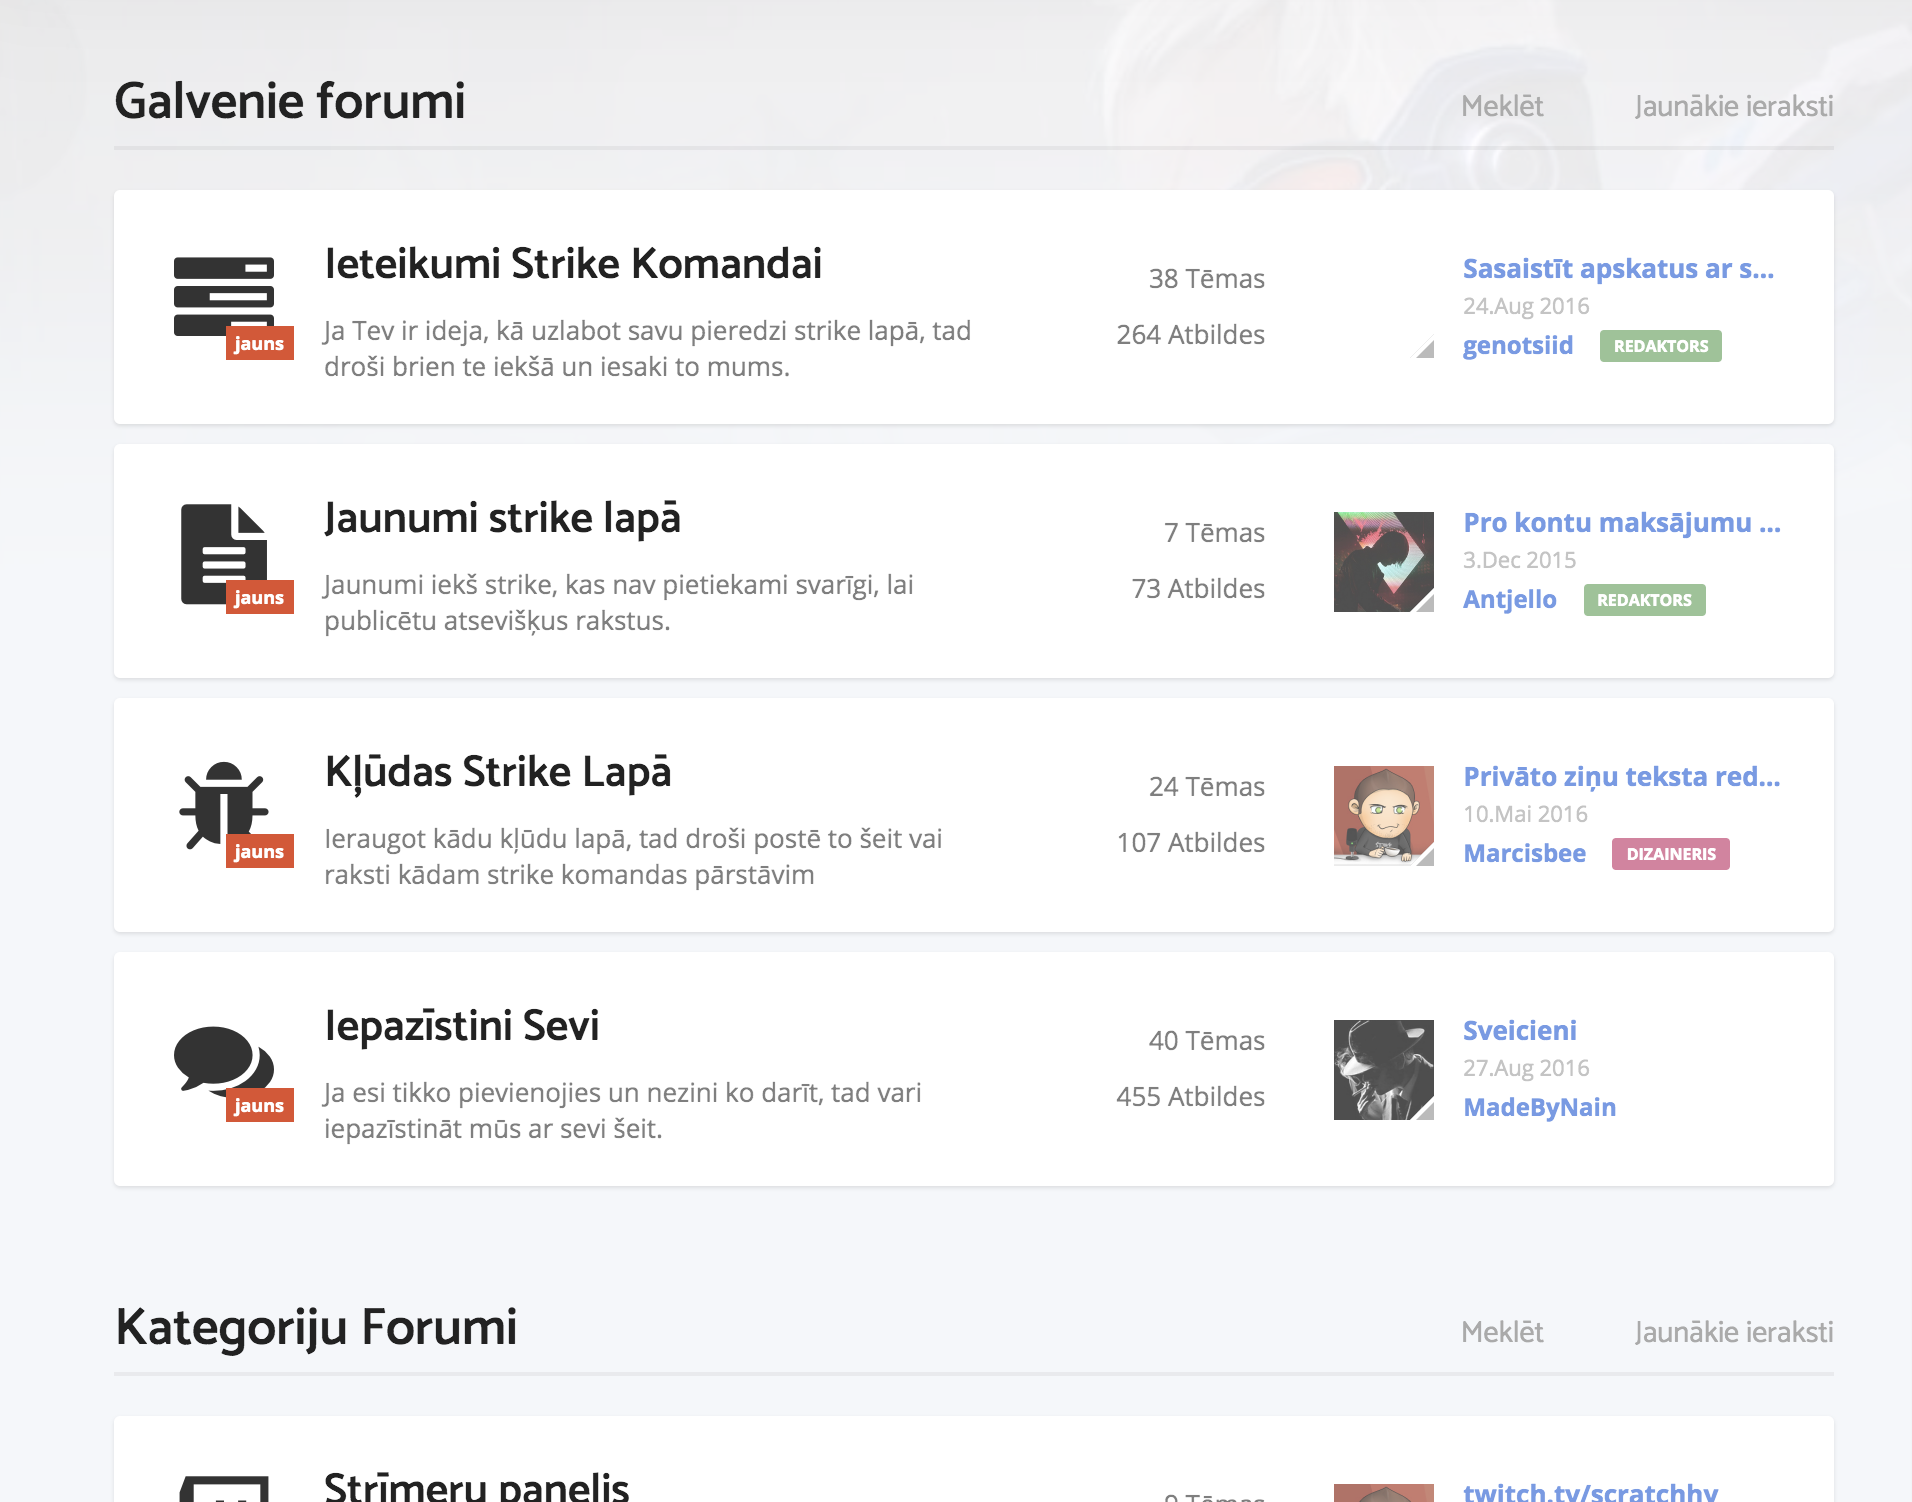 Galvenie forumi
Meklēt
Jaunākie ieraksti
Ieteikumi Strike Komandai
jauns
Ja Tev ir ideja, kā uzlabot savu pieredzi strike lapā, tad
droši brien te iekšā un iesaki to mums.
38 Tēmas
264 Atbildes
Sasaistīt apskatus ar s...
24.Aug 2016
genotsiid REDAKTORS
Jaunumi strike lapā
jauns
Jaunumi iekš strike, kas nav pietiekami svarīgi, lai
publicētu atsevišķus rakstus.
7 Tēmas
73 Atbildes
Pro kontu maksājumu ...
3.Dec 2015
Antjello REDAKTORS
Kļūdas Strike Lapā
jauns
Ieraugot kādu kļūdu lapā, tad droši postē to šeit vai
raksti kādam strike komandas pārstāvim
24 Tēmas
107 Atbildes
Privāto ziņu teksta red...
10.Mai 2016
Marcisbee DIZAINERIS
Iepazīstini Sevi
jauns
Ja esi tikko pievienojies un nezini ko darīt, tad vari
iepazīstināt mūs ar sevi šeit.
40 Tēmas
455 Atbildes
Sveicieni
27.Aug 2016
MadeByNain
Kategoriju Forumi
Meklēt
Jaunākie ieraksti
Strīmeru panelis
twitch.tv/scratchhy